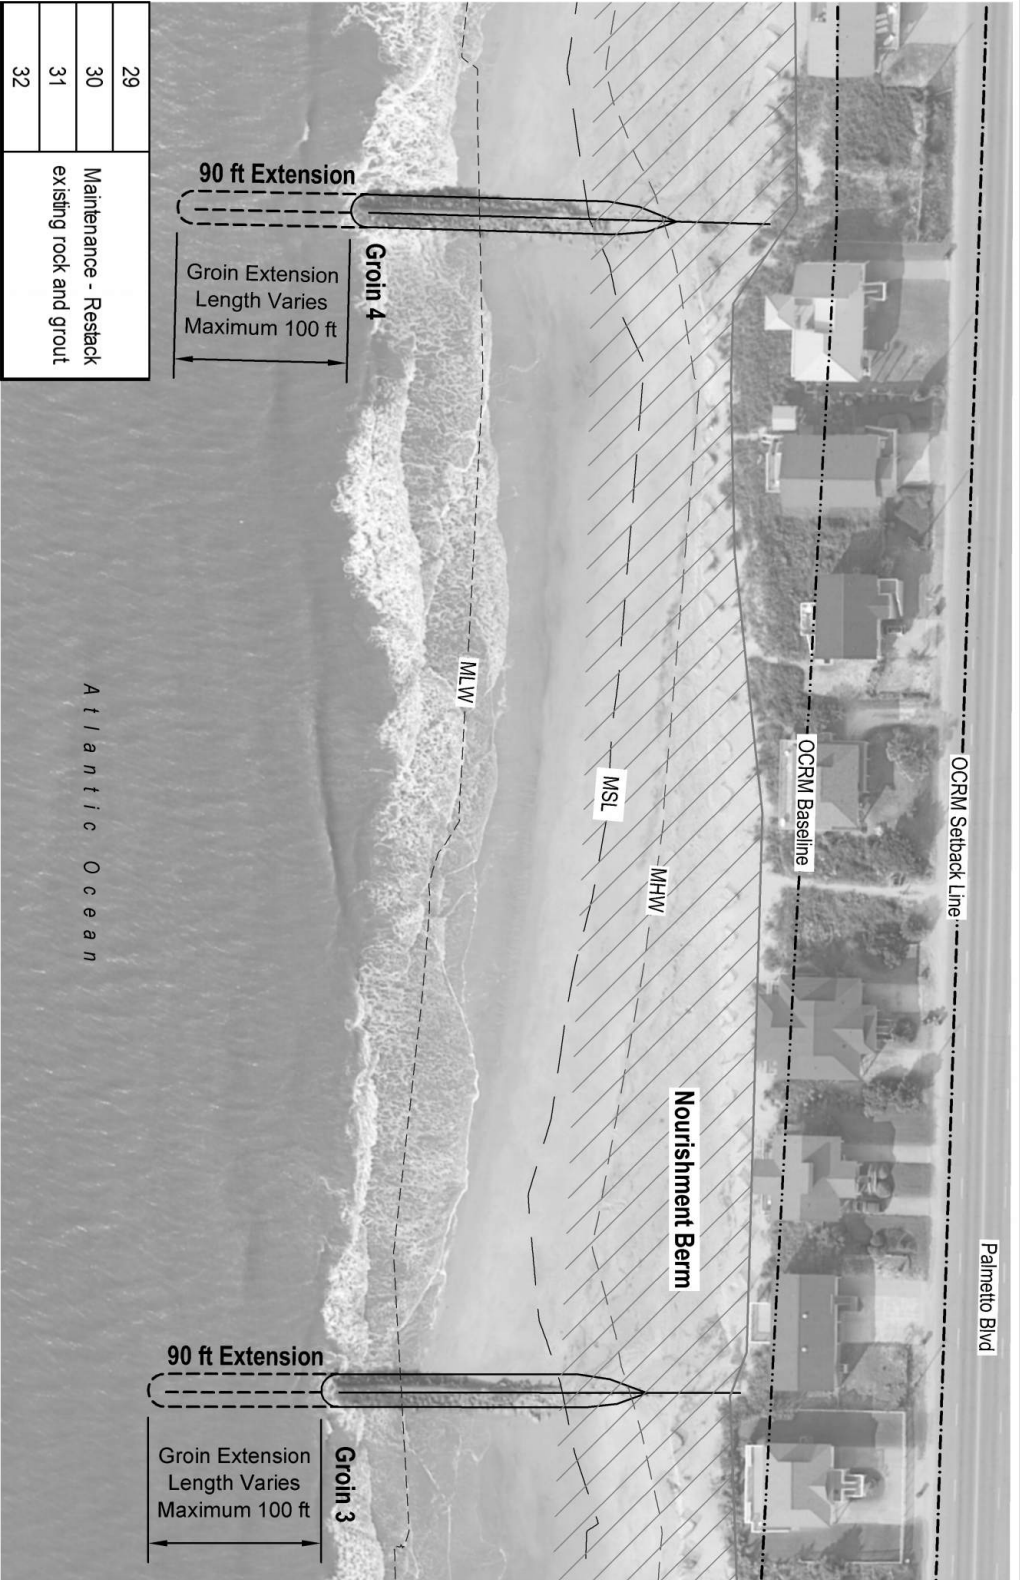 Palmetto Blvd
OCRM Setback Line
OCRM Baseline
MHW
MSL
MLW
Nourishment Berm
90 ft Extension
Groin 4
Groin Extension
Length Varies
Maximum 100 ft
90 ft Extension
Groin 3
Groin Extension
Length Varies
Maximum 100 ft
Atlantic Ocean
29
30
31
32
Maintenance - Restack
existing rock and grout